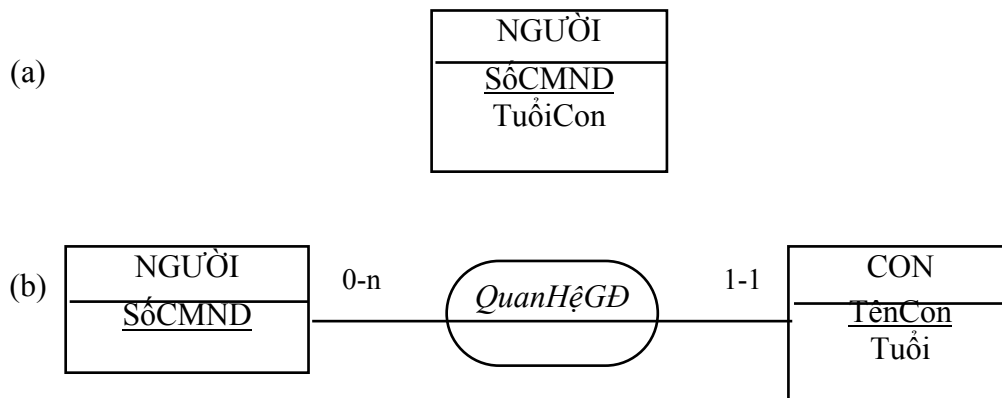 (a)
NGƯỜI
SốCMND
TuổiCon
(b)
NGƯỜI
SốCMND
0-n
QuanHệGĐ
1-1
CON
TênCon
Tuổi